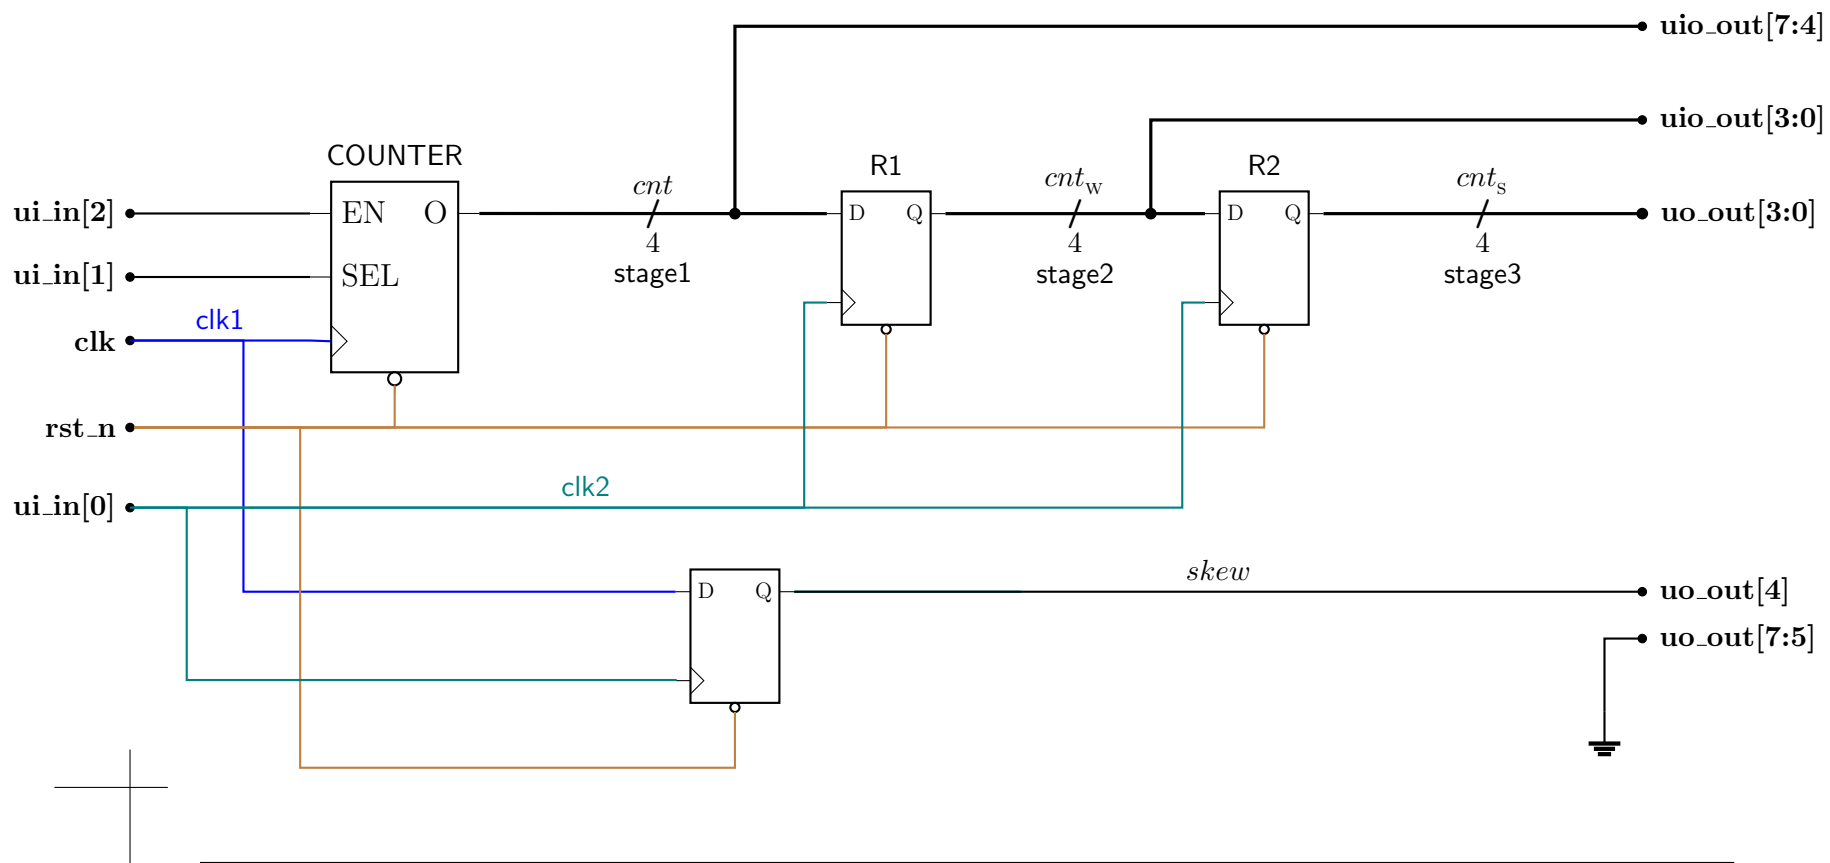 uio_out[7:4]
uio_out[3:0]
COUNTER
R1
R2
cnt
cnt_w
cnt_s
ui_in[2]
EN
O
D
Q
D
Q
uo_out[3:0]
4
4
4
ui_in[1]
SEL
stage1
stage2
stage3
clk1
clk
rst_n
clk2
ui_in[0]
skew
D
Q
uo_out[4]
uo_out[7:5]